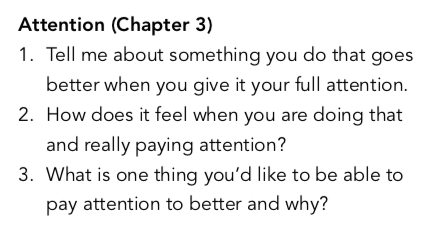 Attention (Chapter 3)
1. Tell me about something you do that goes
better when you give it your full attention.
2. How does it feel when you are doing that
and really paying attention?
3. What is one thing you’d like to be able to
pay attention to better and why?